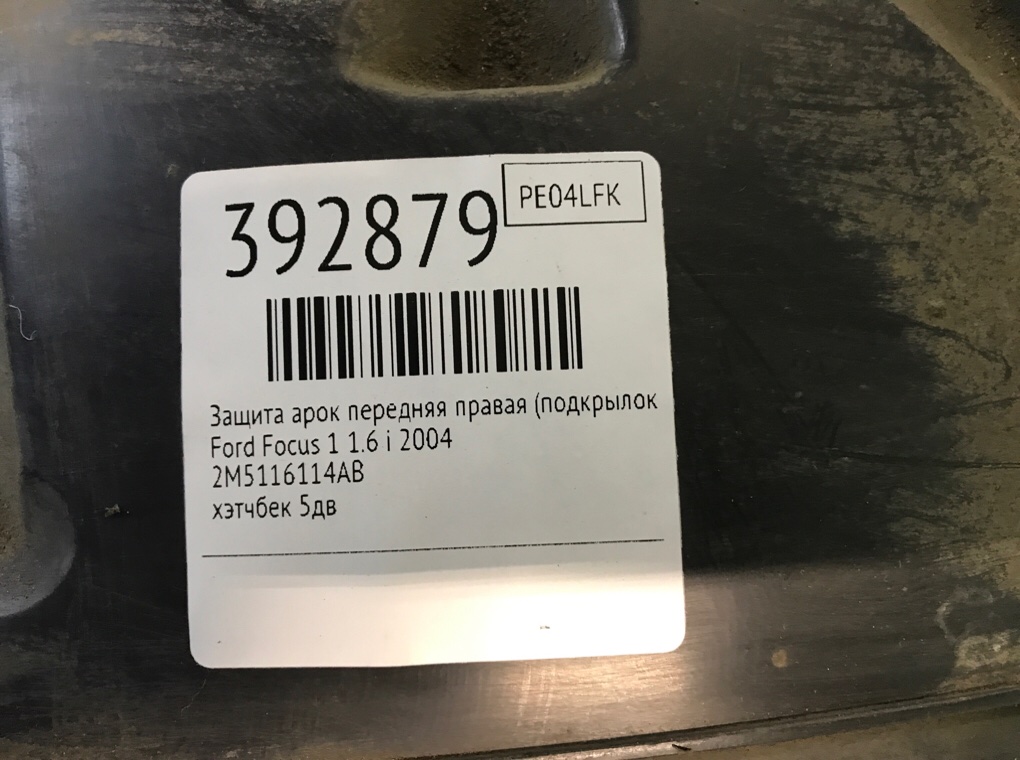 392879
PE04LFK
Защита арок передняя правая (подкрылок
Ford Focus 1 1.6 i 2004
2M5116114AB
хэтчбек 5дв